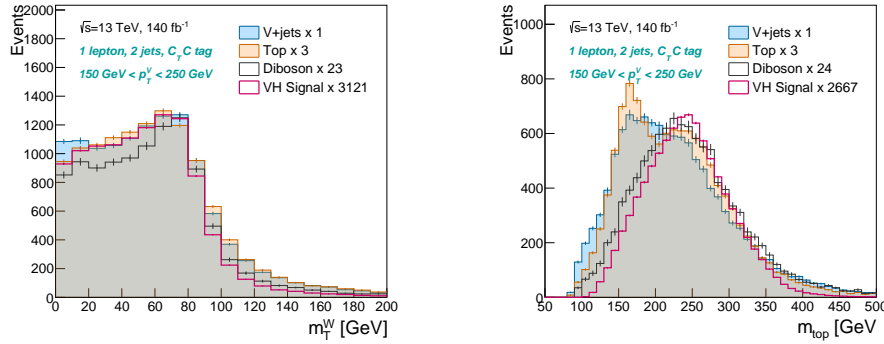 Events
2000
1800
1600
1400
1200
1000
800
600
400
200
0
√s=13 TeV, 140 fb⁻¹
1 lepton, 2 jets, C_T C tag
150 GeV < p_T^V < 250 GeV
V+jets x 1
Top x 3
Diboson x 23
VH Signal x 3121
0 20 40 60 80 100 120 140 160 180 200
m_T^W [GeV]
Events
1000
800
600
400
200
0
√s=13 TeV, 140 fb⁻¹
1 lepton, 2 jets, C_T C tag
150 GeV < p_T^V < 250 GeV
V+jets x 1
Top x 3
Diboson x 24
VH Signal x 2667
50 100 150 200 250 300 350 400 450 500
m_top [GeV]